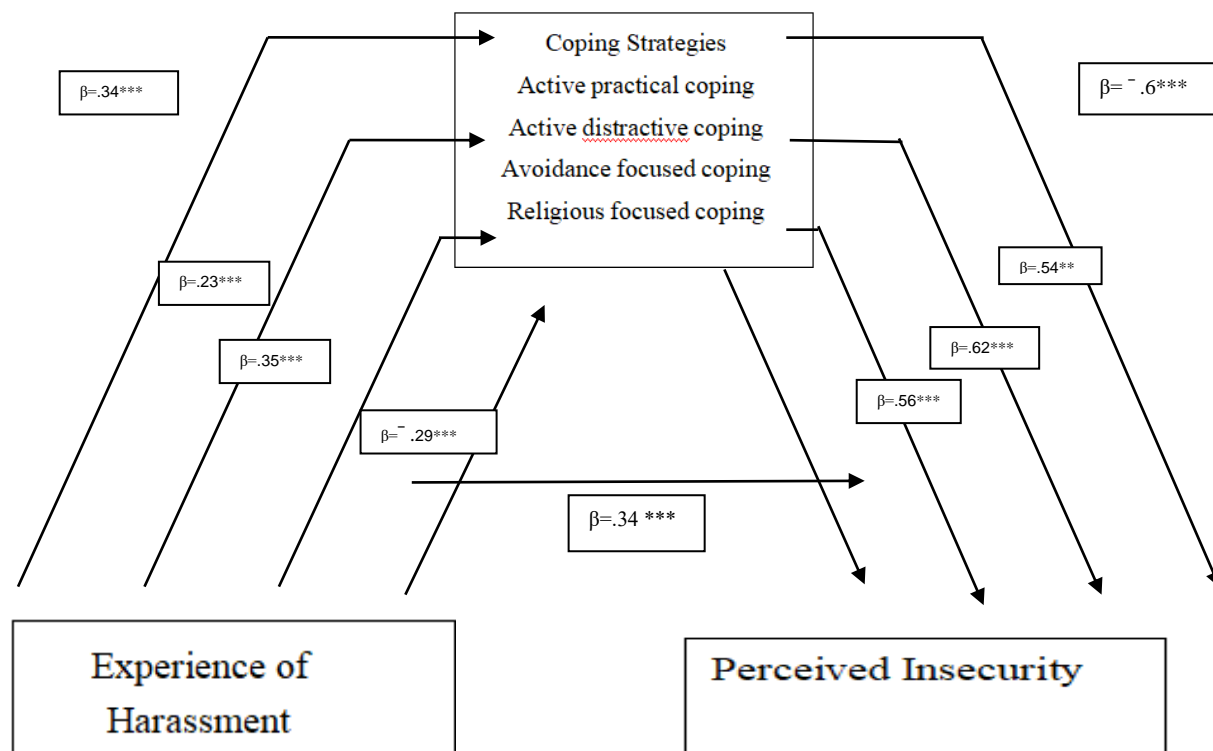 Coping Strategies
Active practical coping
Active distractive coping
Avoidance focused coping
Religious focused coping
β=.34***
β= ‾ .6***
β=.23***
β=.54**
β=.35***
β=.62***
β=.56***
β=‾ .29***
β=.34 ***
Experience of
Harassment
Perceived Insecurity